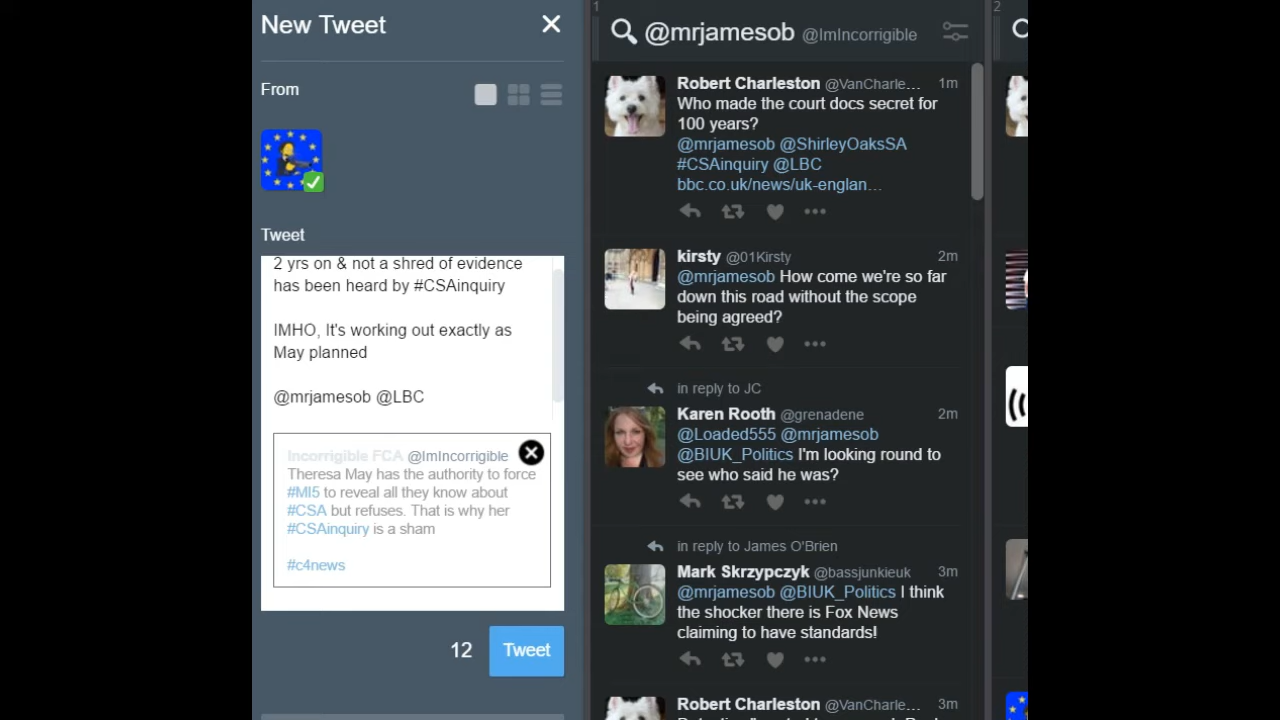 New Tweet
From
Tweet
2 yrs on & not a shred of evidence
has been heard by #CSAinquiry
IMHO, It's working out exactly as
May planned
@mrjamesob @LBC
Incorrigible FCA @ImIncorrigible
Theresa May has the authority to force
#MI5 to reveal all they know about
#CSA but refuses. That is why her
#CSAinquiry is a sham
#c4news
12 Tweet
1
@mrjamesob @ImIncorrigible
Robert Charleston @VanCharle... 1m
Who made the court docs secret for
100 years?
@mrjamesob @ShirleyOaksSA
#CSAinquiry @LBC
bbc.co.uk/news/uk-englan...
kirsty @01Kirsty 2m
@mrjamesob How come we're so far
down this road without the scope
being agreed?
in reply to JC
Karen Rooth @grenadene 2m
@Loaded555 @mrjamesob
@BIUK_Politics I'm looking round to
see who said he was?
in reply to James O'Brien
Mark Skrzypczyk @bassjunkieuk 3m
@mrjamesob @BIUK_Politics I think
the shocker there is Fox News
claiming to have standards!
Robert Charleston @VanCharle... 3m
2